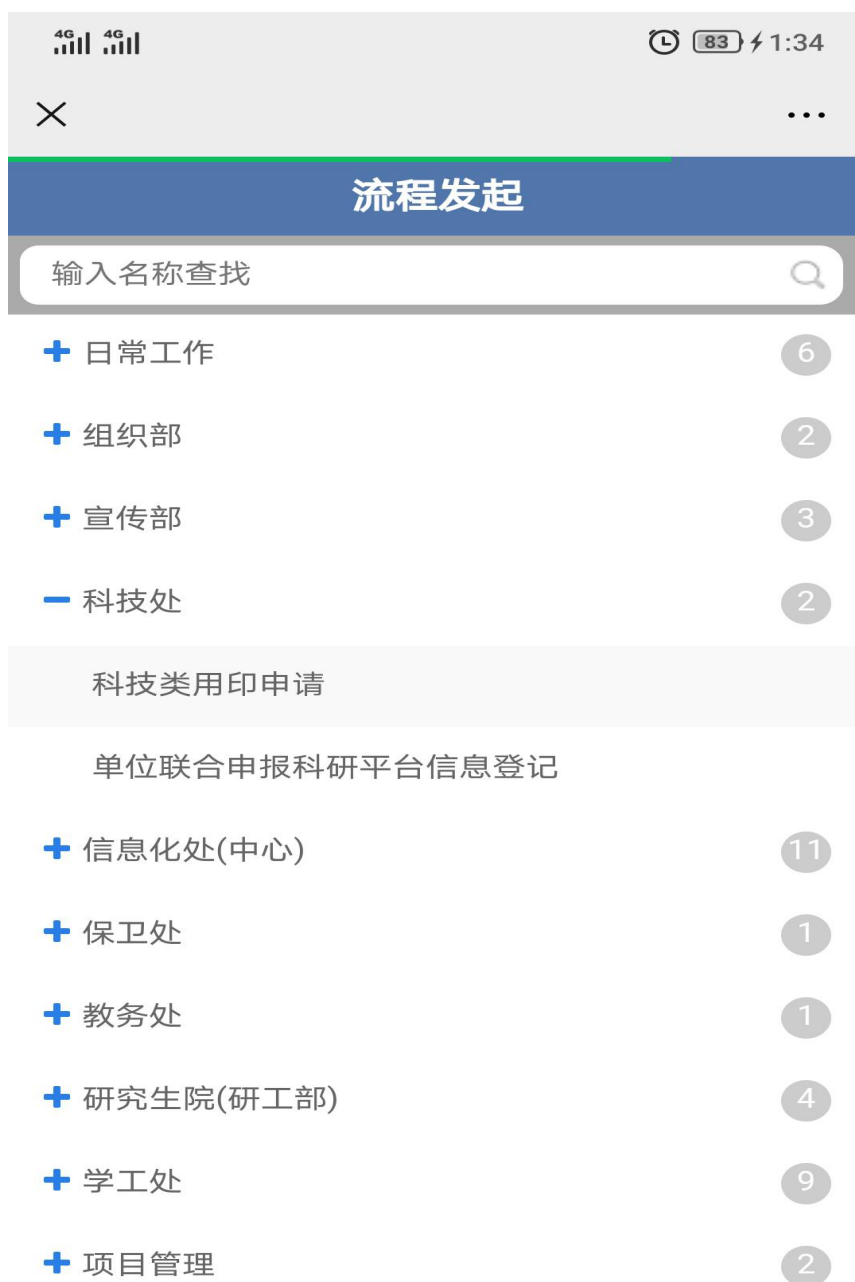 4G 4G 83 1:34
流程发起
输入名称查找
日常工作 6
组织部 2
宣传部 3
科技处 2
科技类用印申请
单位联合申报科研平台信息登记
信息化处(中心) 11
保卫处 1
教务处 1
研究生院(研工部) 4
学工处 9
项目管理 2